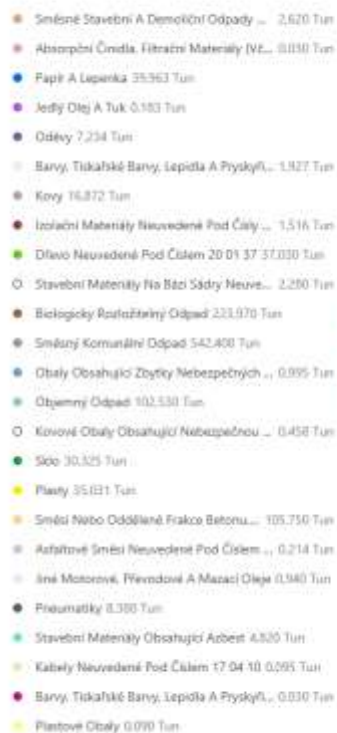 Směsné Stavební A Demoliční Odpady ... 2,620 Tun
Absorpční Činidla, Filtrační Materiály (Vč... 0,030 Tun
Papír A Lepenka 39,963 Tun
Jedlý Olej A Tuk 0,183 Tun
Oděvy 7,234 Tun
Barvy, Tiskařské Barvy, Lepidla A Pryskyři... 1,927 Tun
Kovy 16,872 Tun
Izolační Materiály Neuvedené Pod Čísly ... 1,516 Tun
Dřevo Neuvedené Pod Číslem 20 01 37 37,030 Tun
Stavební Materiály Na Bázi Sádry Neuve... 2,280 Tun
Biologicky Rozložitelný Odpad 223,970 Tun
Směsný Komunální Odpad 542,400 Tun
Obaly Obsahující Zbytky Nebezpečných ... 0,995 Tun
Objemný Odpad 102,530 Tun
Kovové Obaly Obsahující Nebezpečnou ... 0,458 Tun
Sklo 30,325 Tun
Plasty 35,031 Tun
Směsi Nebo Oddělené Frakce Betonu,... 105,750 Tun
Asfaltové Směsi Neuvedené Pod Číslem ... 0,214 Tun
Jiné Motorové, Převodové A Mazací Oleje 0,940 Tun
Pneumatiky 8,380 Tun
Stavební Materiály Obsahující Azbest 4,820 Tun
Kabely Neuvedené Pod Číslem 17 04 10 0,095 Tun
Barvy, Tiskařské Barvy, Lepidla A Pryskyři... 0,030 Tun
Plastové Obaly 0,090 Tun